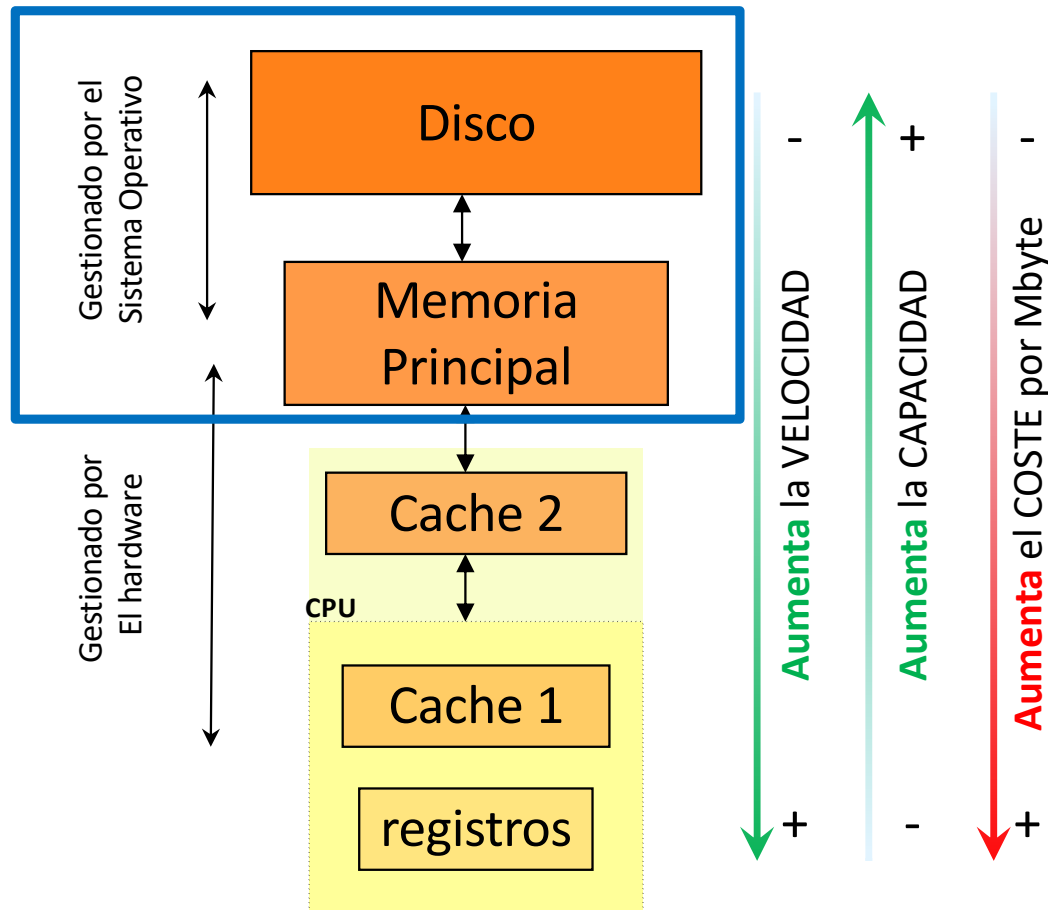 Gestionado por el
Sistema Operativo
Disco
Memoria
Principal
Gestionado por
El hardware
Cache 2
CPU
Cache 1
registros
-
Aumenta la VELOCIDAD
+
+
Aumenta la CAPACIDAD
-
-
Aumenta el COSTE por Mbyte
+